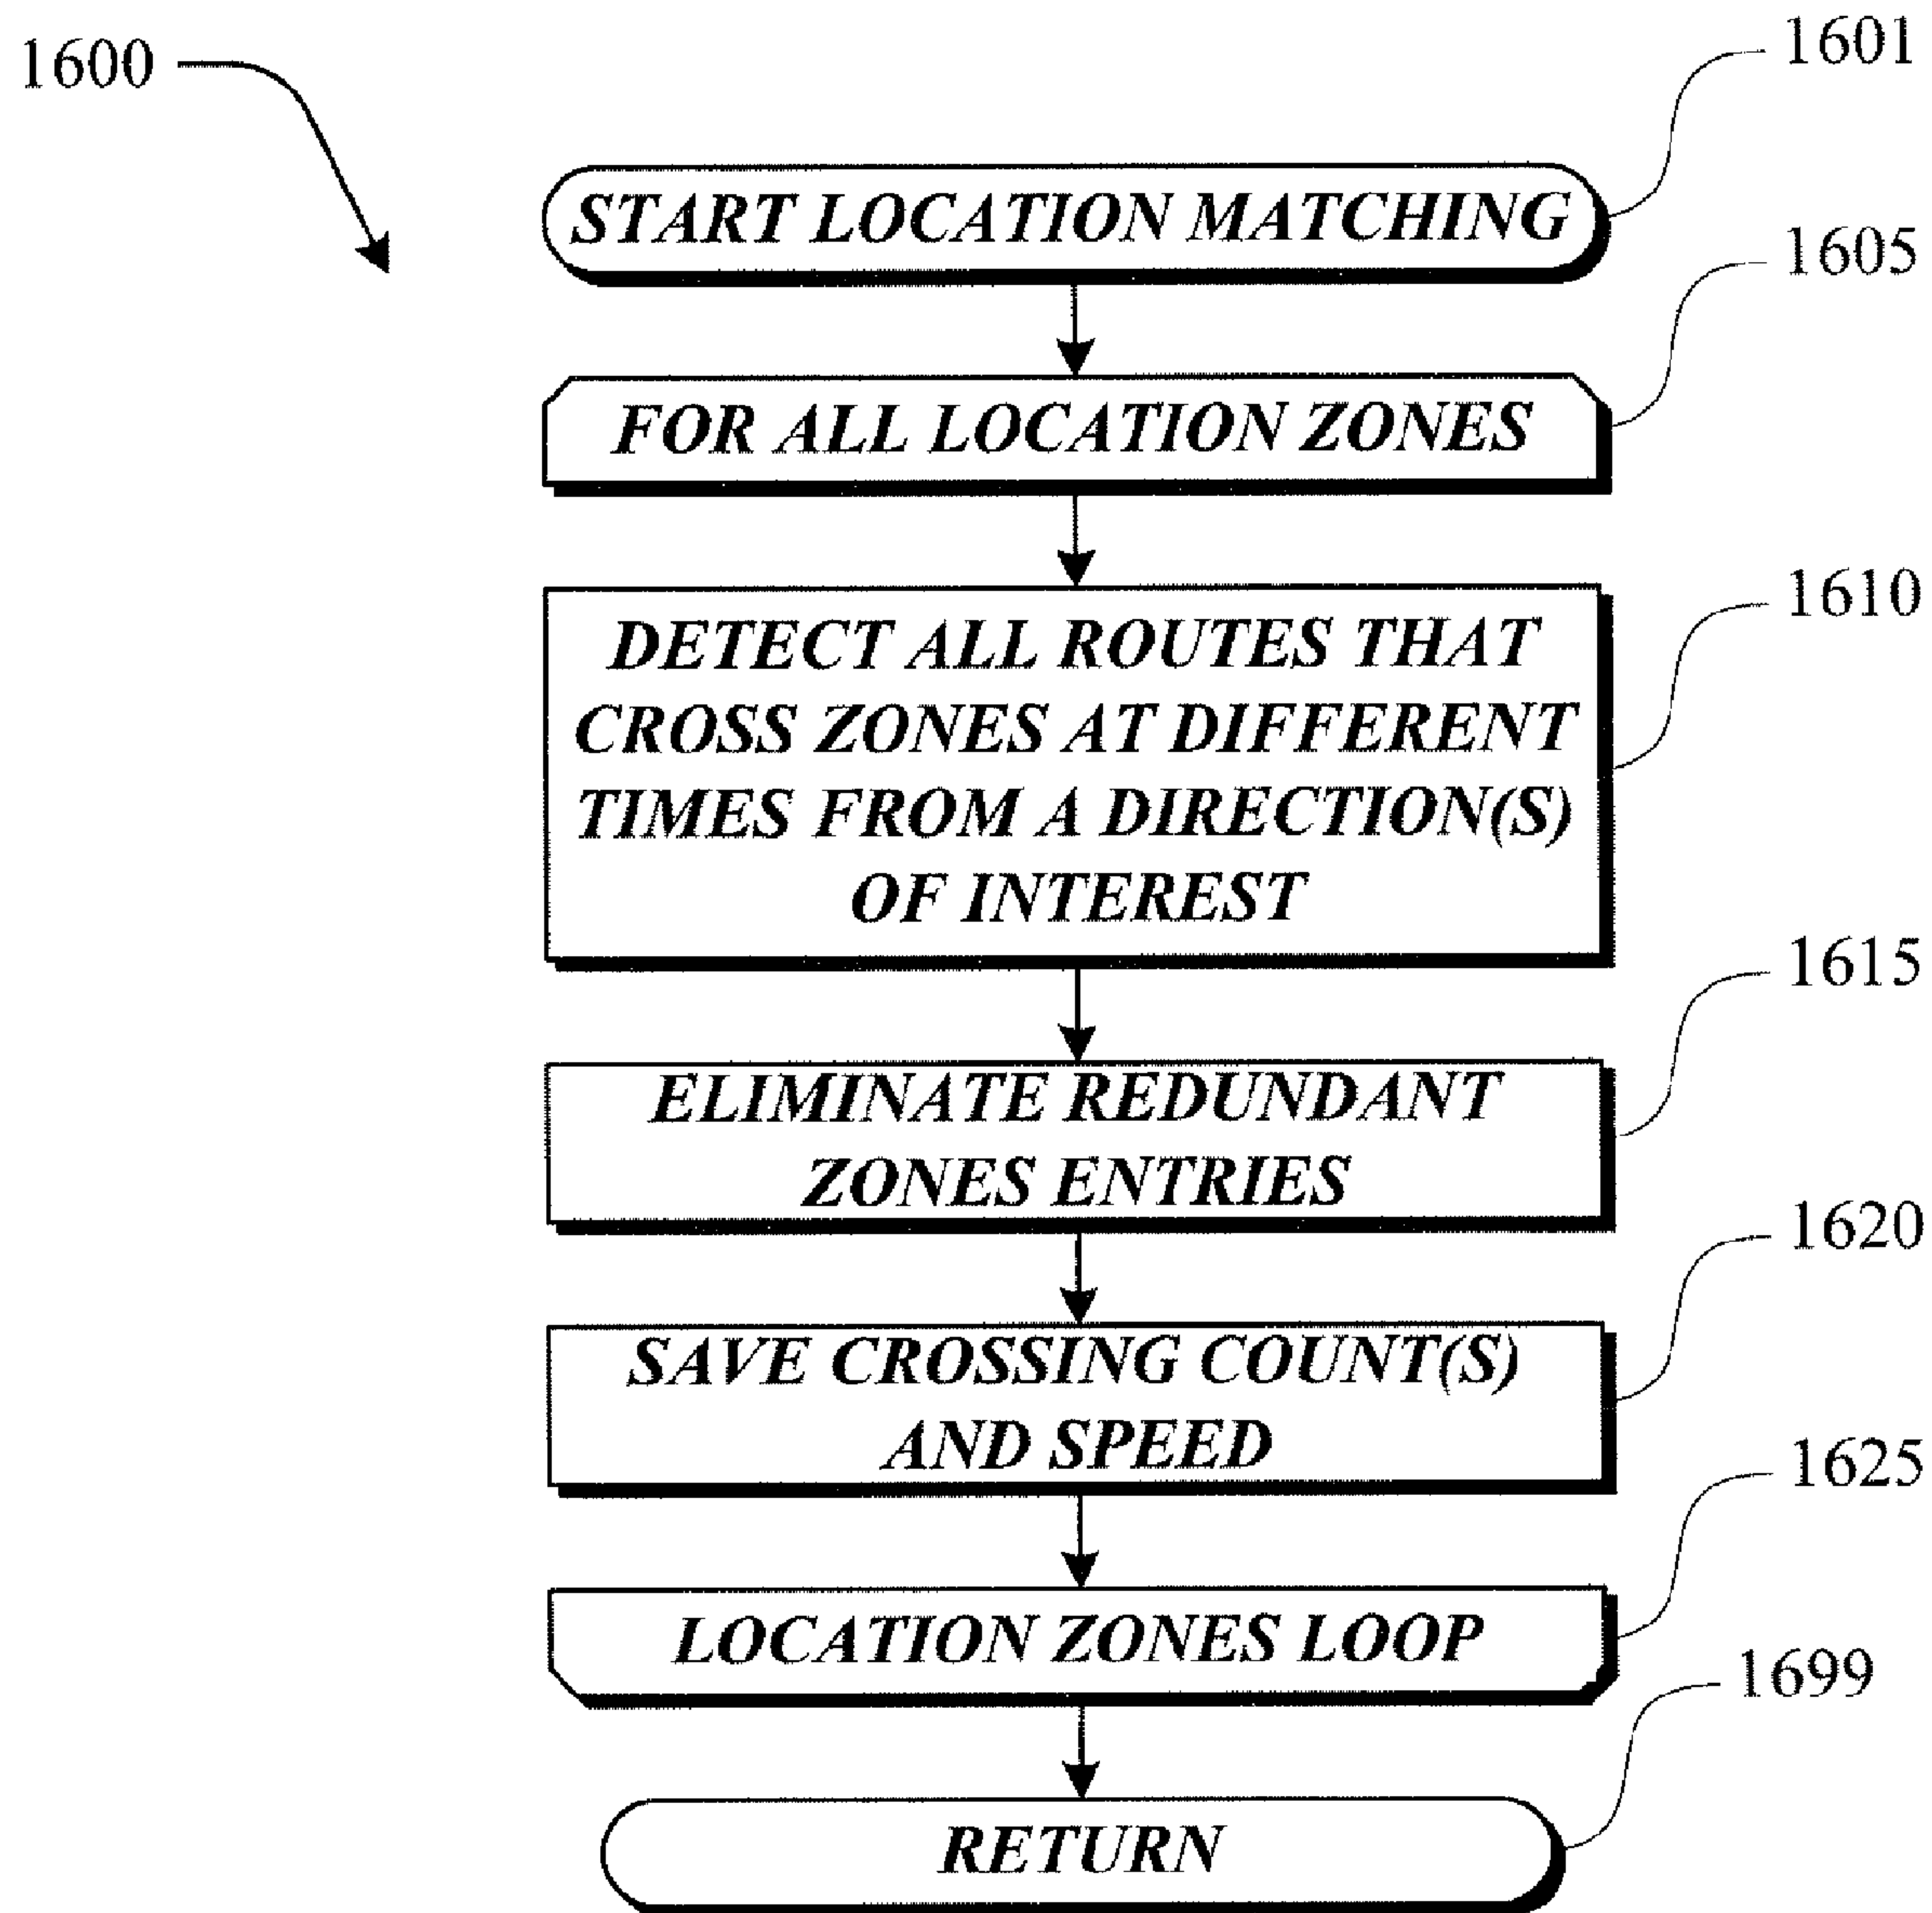 1600
1601
START LOCATION MATCHING
1605
FOR ALL LOCATION ZONES
1610
DETECT ALL ROUTES THAT
CROSS ZONES AT DIFFERENT
TIMES FROM A DIRECTION(S)
OF INTEREST
1615
ELIMINATE REDUNDANT
ZONES ENTRIES
1620
SAVE CROSSING COUNT(S)
AND SPEED
1625
LOCATION ZONES LOOP
1699
RETURN